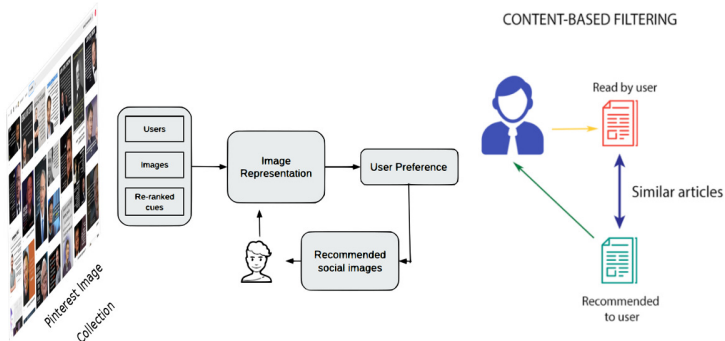 CONTENT-BASED FILTERING
Users
Images
Re-ranked
cues
Image
Representation
User Preference
Recommended
social images
Pinterest Image
Collection
Read by user
Similar articles
Recommended
to user